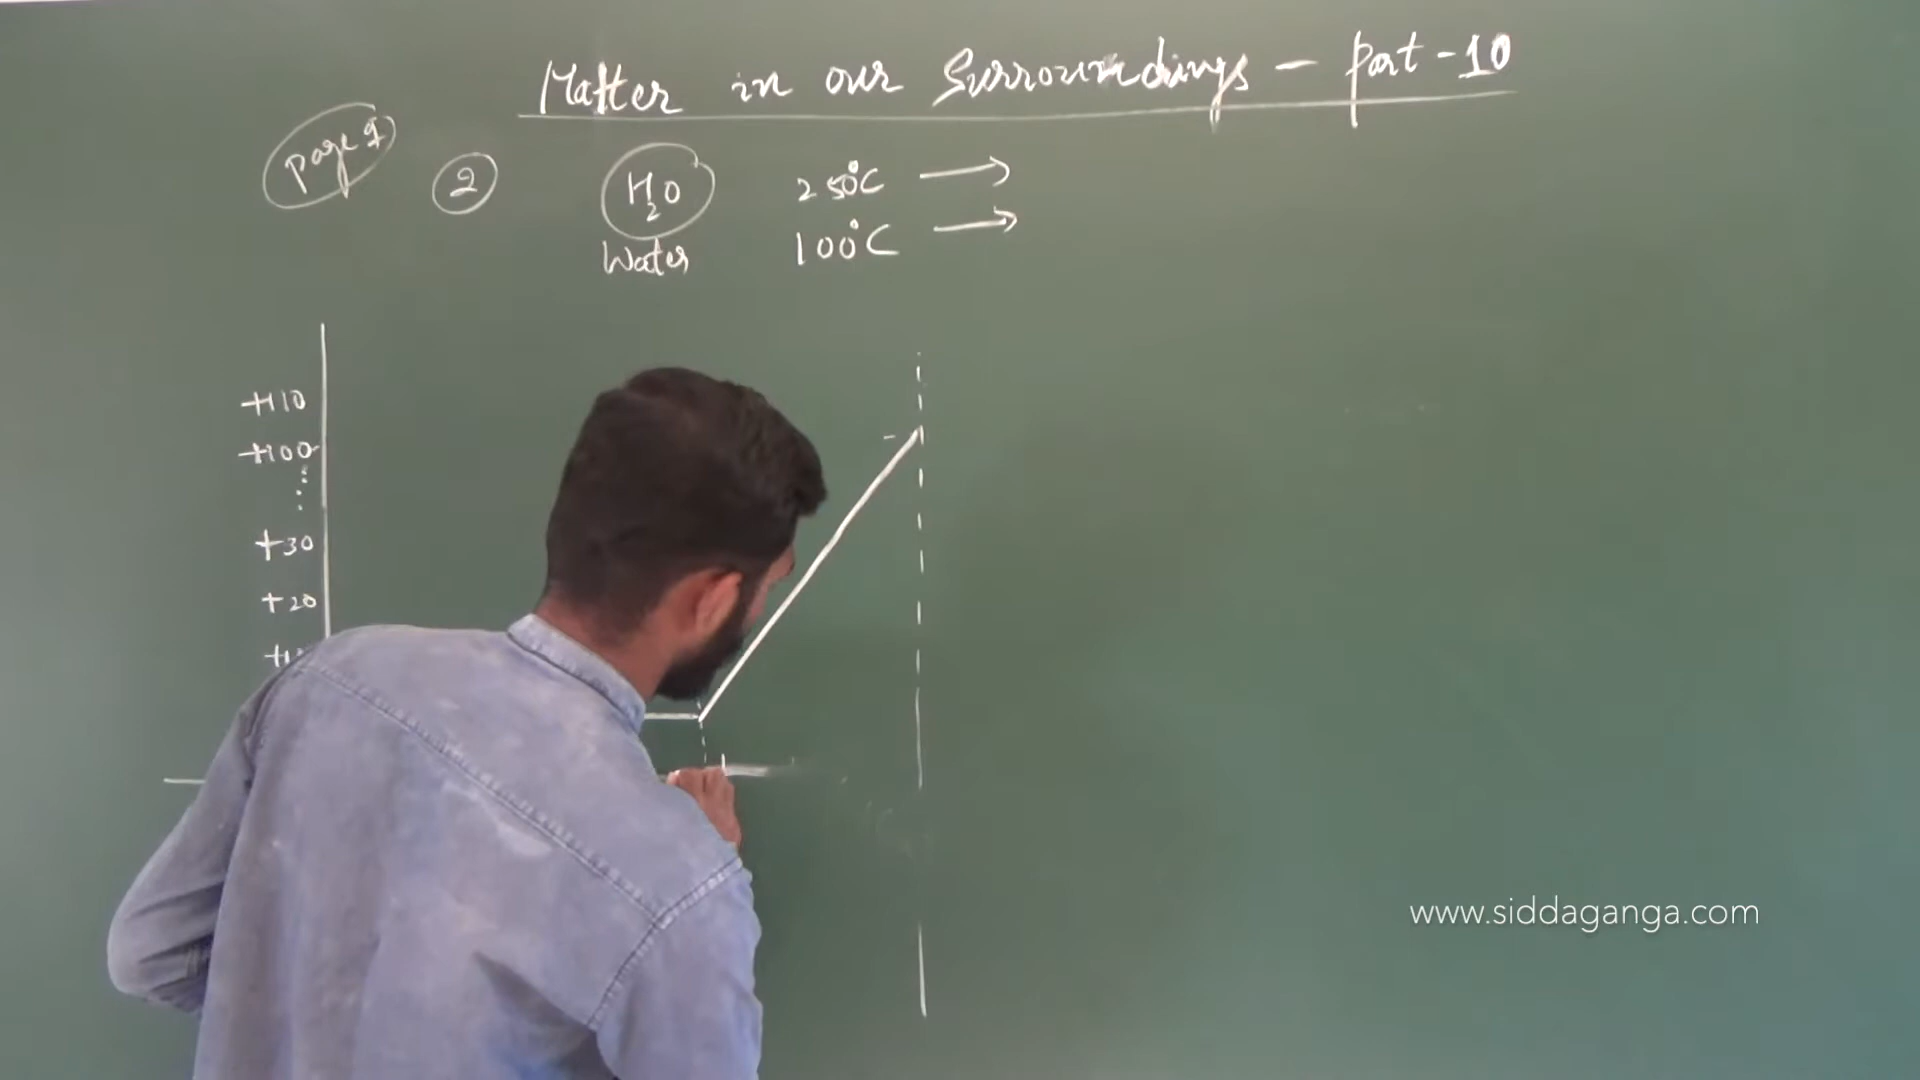 Matter in our Surroundings - Part - 10
Page 9
2
H₂O
250°C →
Water
100°C →
+110
+100
+30
+20
www.siddaganga.com